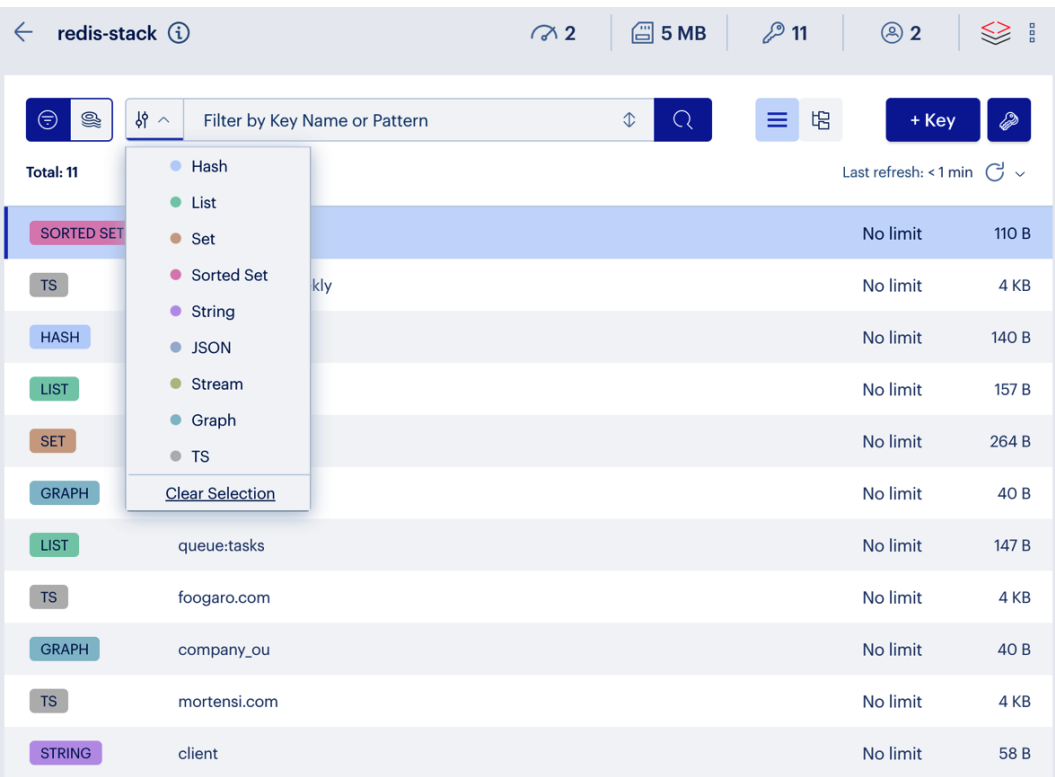 redis-stack 2 5 MB 11 2
Filter by Key Name or Pattern + Key
Total: 11 Last refresh: < 1 min
Hash
List
Set
Sorted Set
String
JSON
Stream
Graph
TS
Clear Selection
SORTED SET No limit 110 B
TS kly No limit 4 KB
HASH No limit 140 B
LIST No limit 157 B
SET No limit 264 B
GRAPH No limit 40 B
LIST queue:tasks No limit 147 B
TS foogaro.com No limit 4 KB
GRAPH company_ou No limit 40 B
TS mortensi.com No limit 4 KB
STRING client No limit 58 B